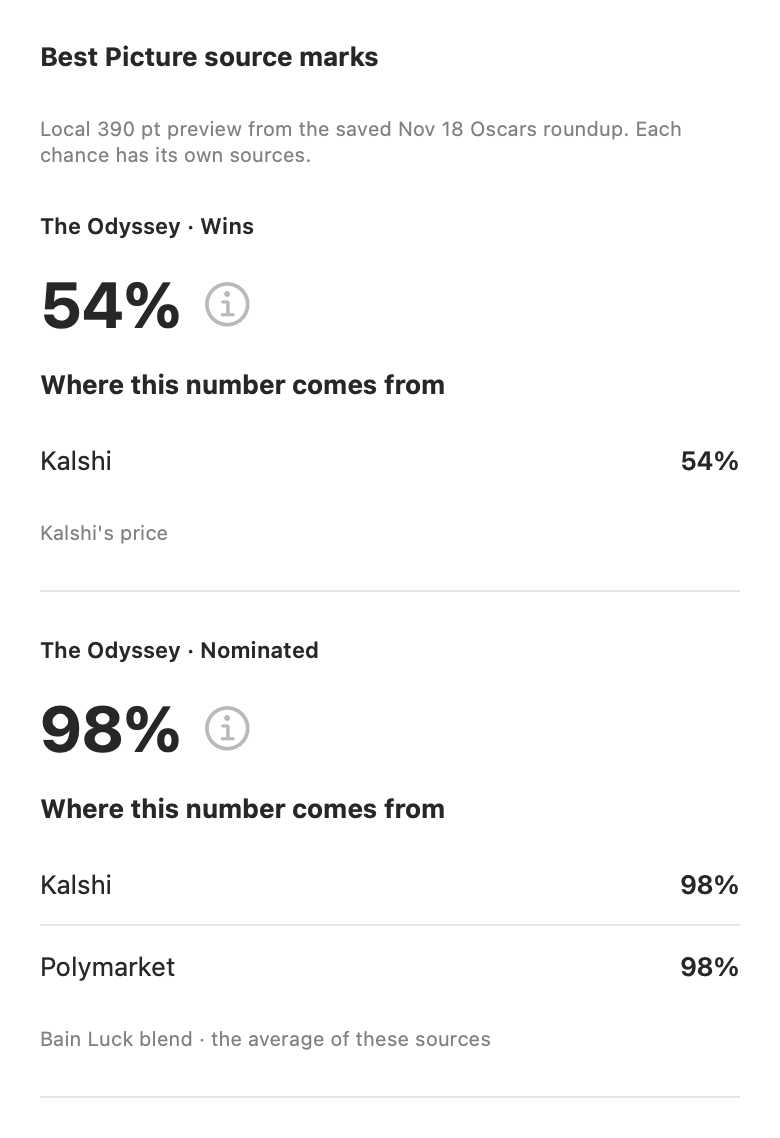 Best Picture source marks
Local 390 pt preview from the saved Nov 18 Oscars roundup. Each
chance has its own sources.
The Odyssey · Wins
54%
Where this number comes from
Kalshi 54%
Kalshi's price
The Odyssey · Nominated
98%
Where this number comes from
Kalshi 98%
Polymarket 98%
Bain Luck blend · the average of these sources